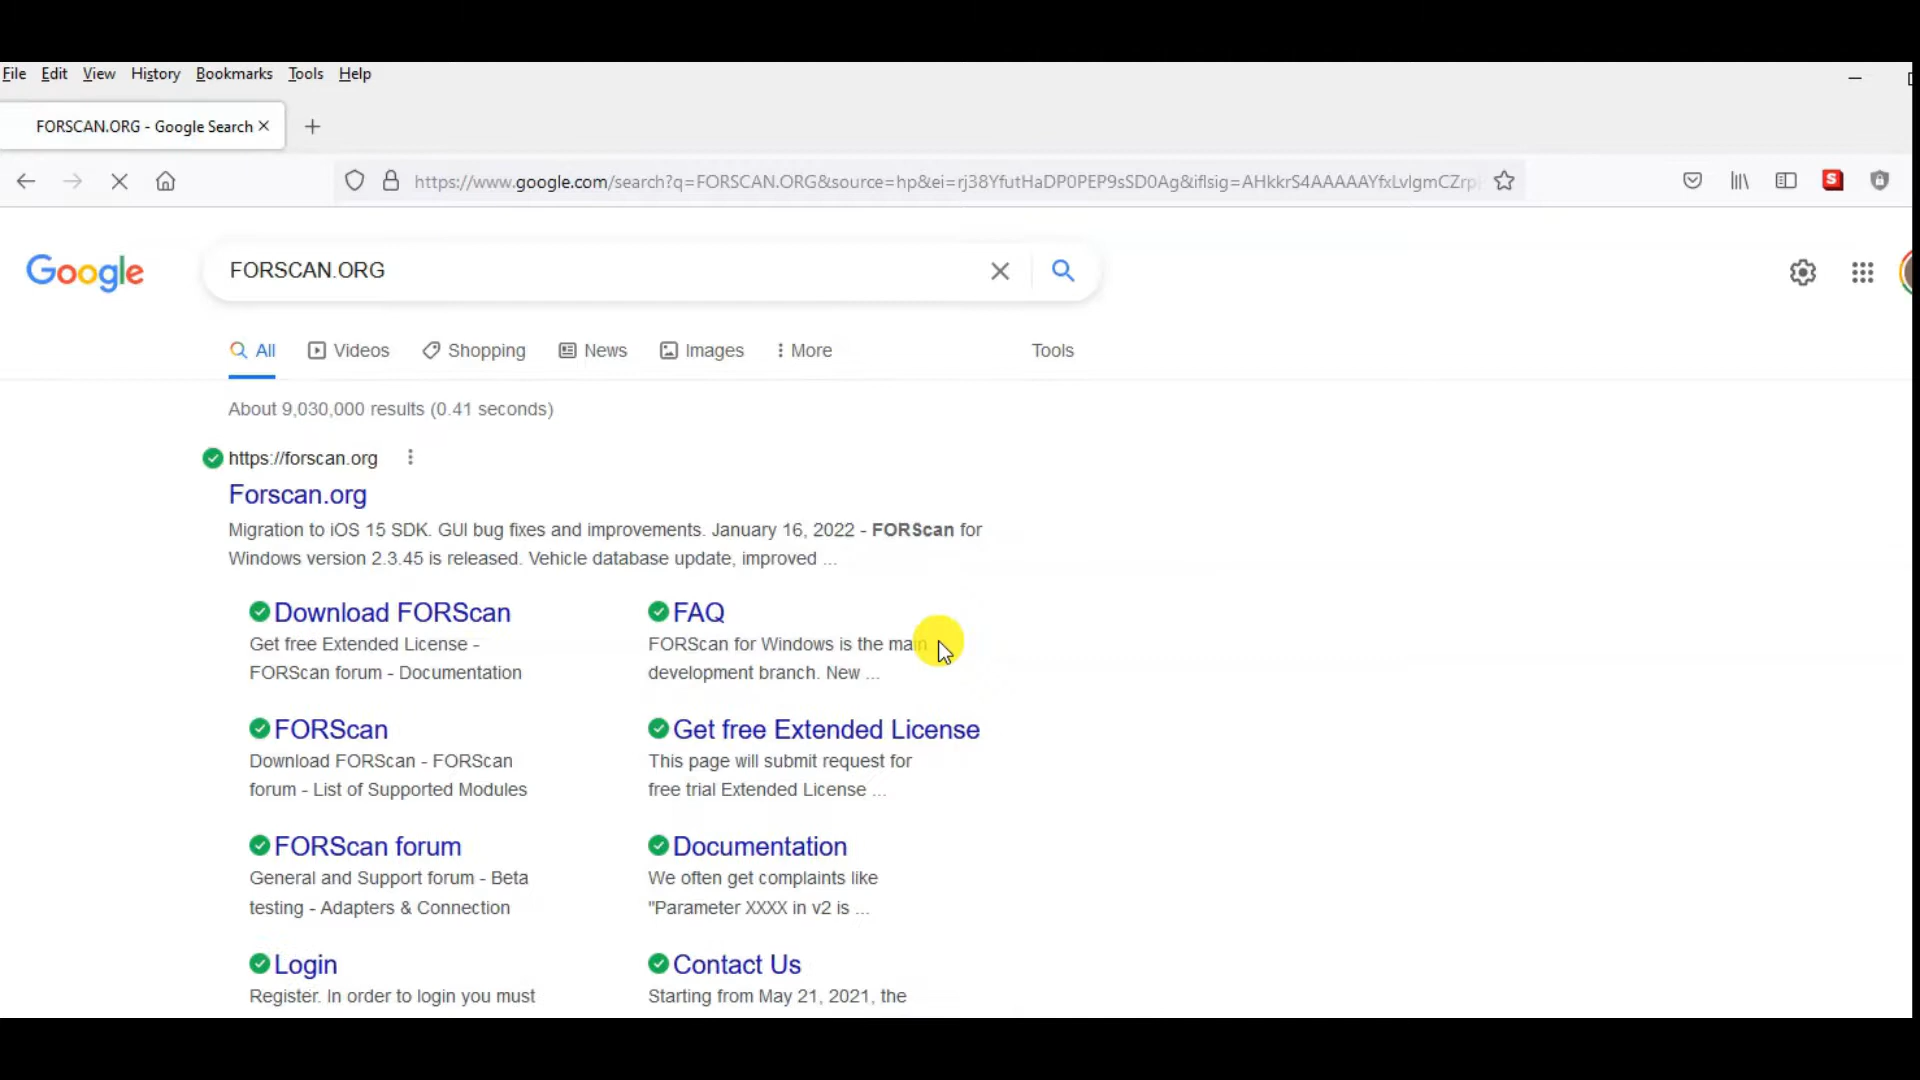 File Edit View History Bookmarks Tools Help
FORSCAN.ORG - Google Search
https://www.google.com/search?q=FORSCAN.ORG&source=hp&ei=rj38YfutHaDP0PEP9sSD0Ag&iflsig=AHkkrS4AAAAAYfxLvlgmCZrp
Google
FORSCAN.ORG
All Videos Shopping News Images More Tools
About 9,030,000 results (0.41 seconds)
https://forscan.org
Forscan.org
Migration to iOS 15 SDK. GUI bug fixes and improvements. January 16, 2022 - FORScan for
Windows version 2.3.45 is released. Vehicle database update, improved ...
Download FORScan
Get free Extended License -
FORScan forum - Documentation
FAQ
FORScan for Windows is the main
development branch. New ...
FORScan
Download FORScan - FORScan
forum - List of Supported Modules
Get free Extended License
This page will submit request for
free trial Extended License ...
FORScan forum
General and Support forum - Beta
testing - Adapters & Connection
Documentation
We often get complaints like
"Parameter XXXX in v2 is ...
Login
Register. In order to login you must
Contact Us
Starting from May 21, 2021, the